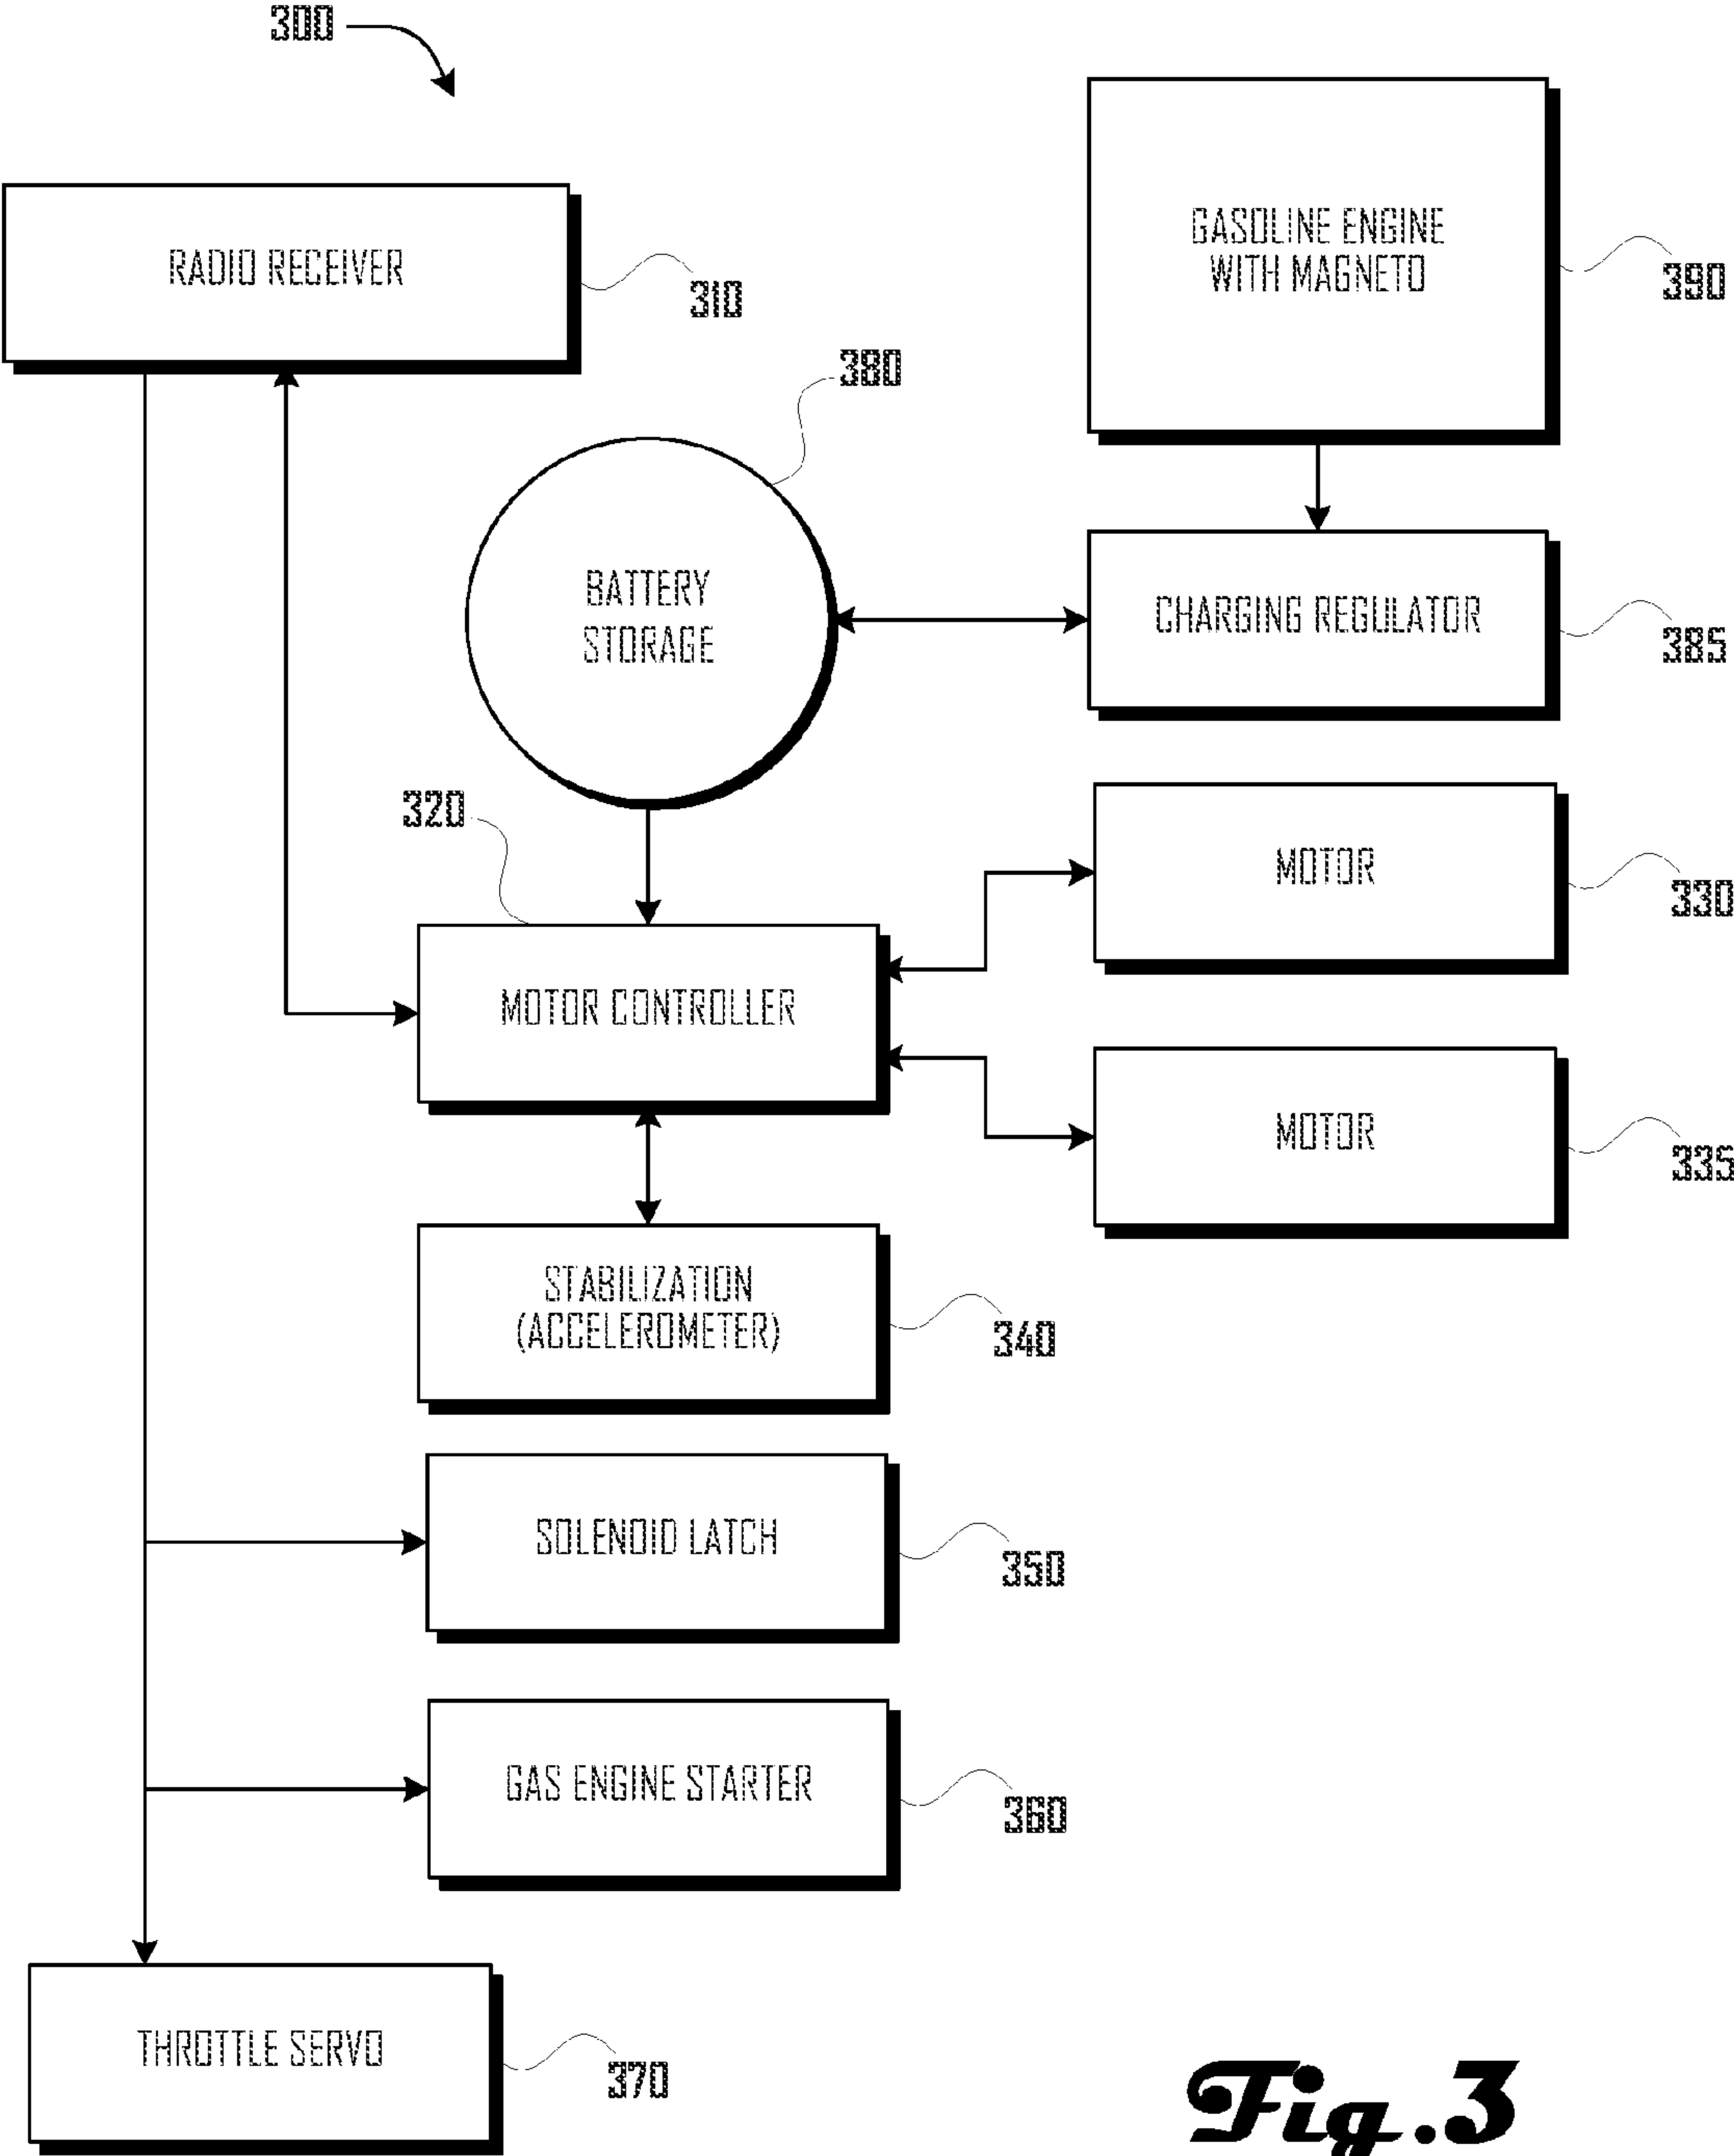 300
RADIO RECEIVER
310
GASOLINE ENGINE
WITH MAGNETO
390
380
BATTERY
STORAGE
CHARGING REGULATOR
385
320
MOTOR
330
MOTOR CONTROLLER
MOTOR
335
STABILIZATION
(ACCELEROMETER)
340
SOLENOID LATCH
350
GAS ENGINE STARTER
360
THROTTLE SERVO
370
Fig.3